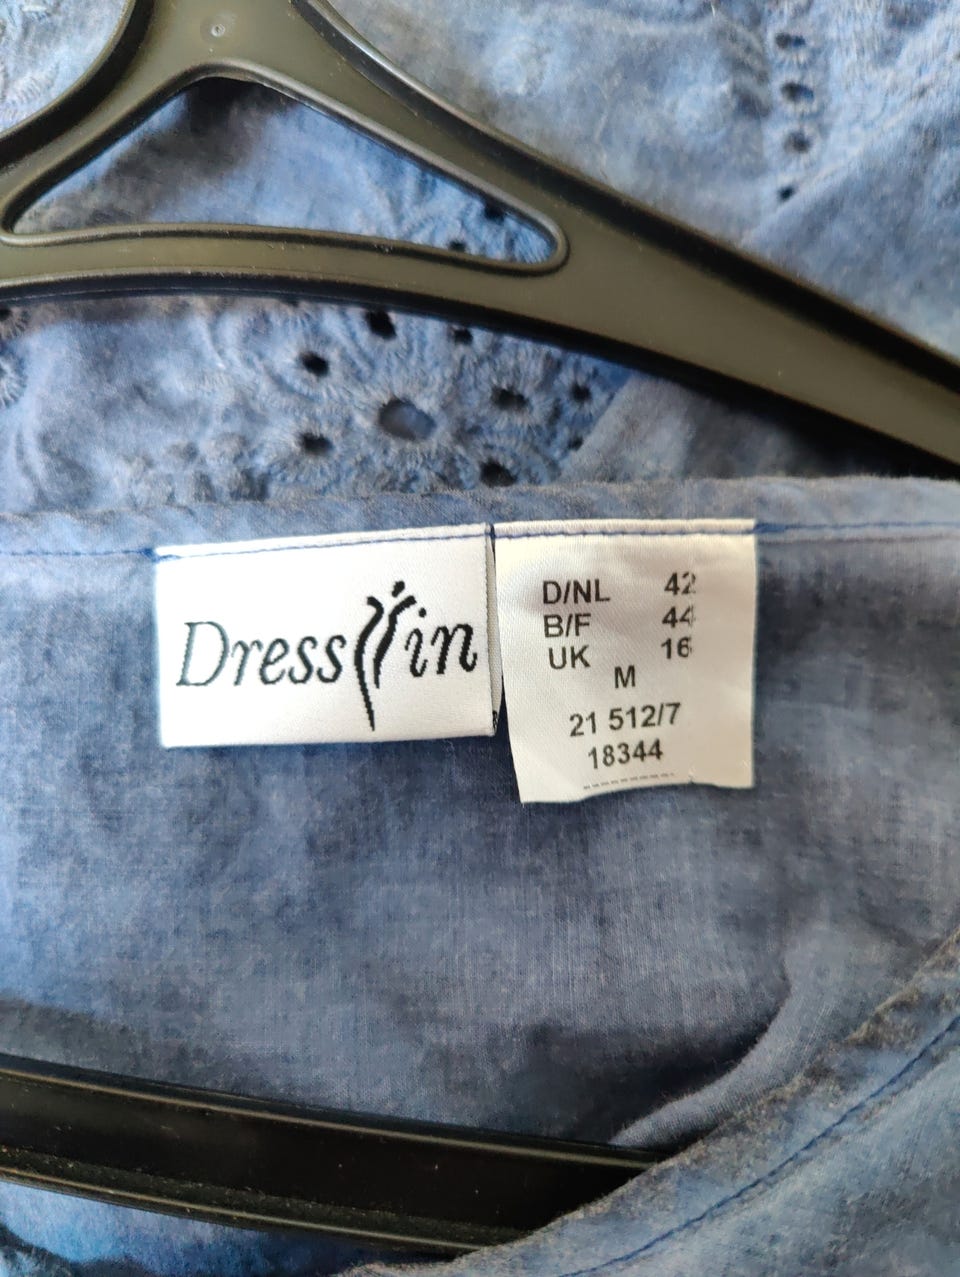 Dress in
D/NL 42
B/F 44
UK 16
M
21 512/7
18344